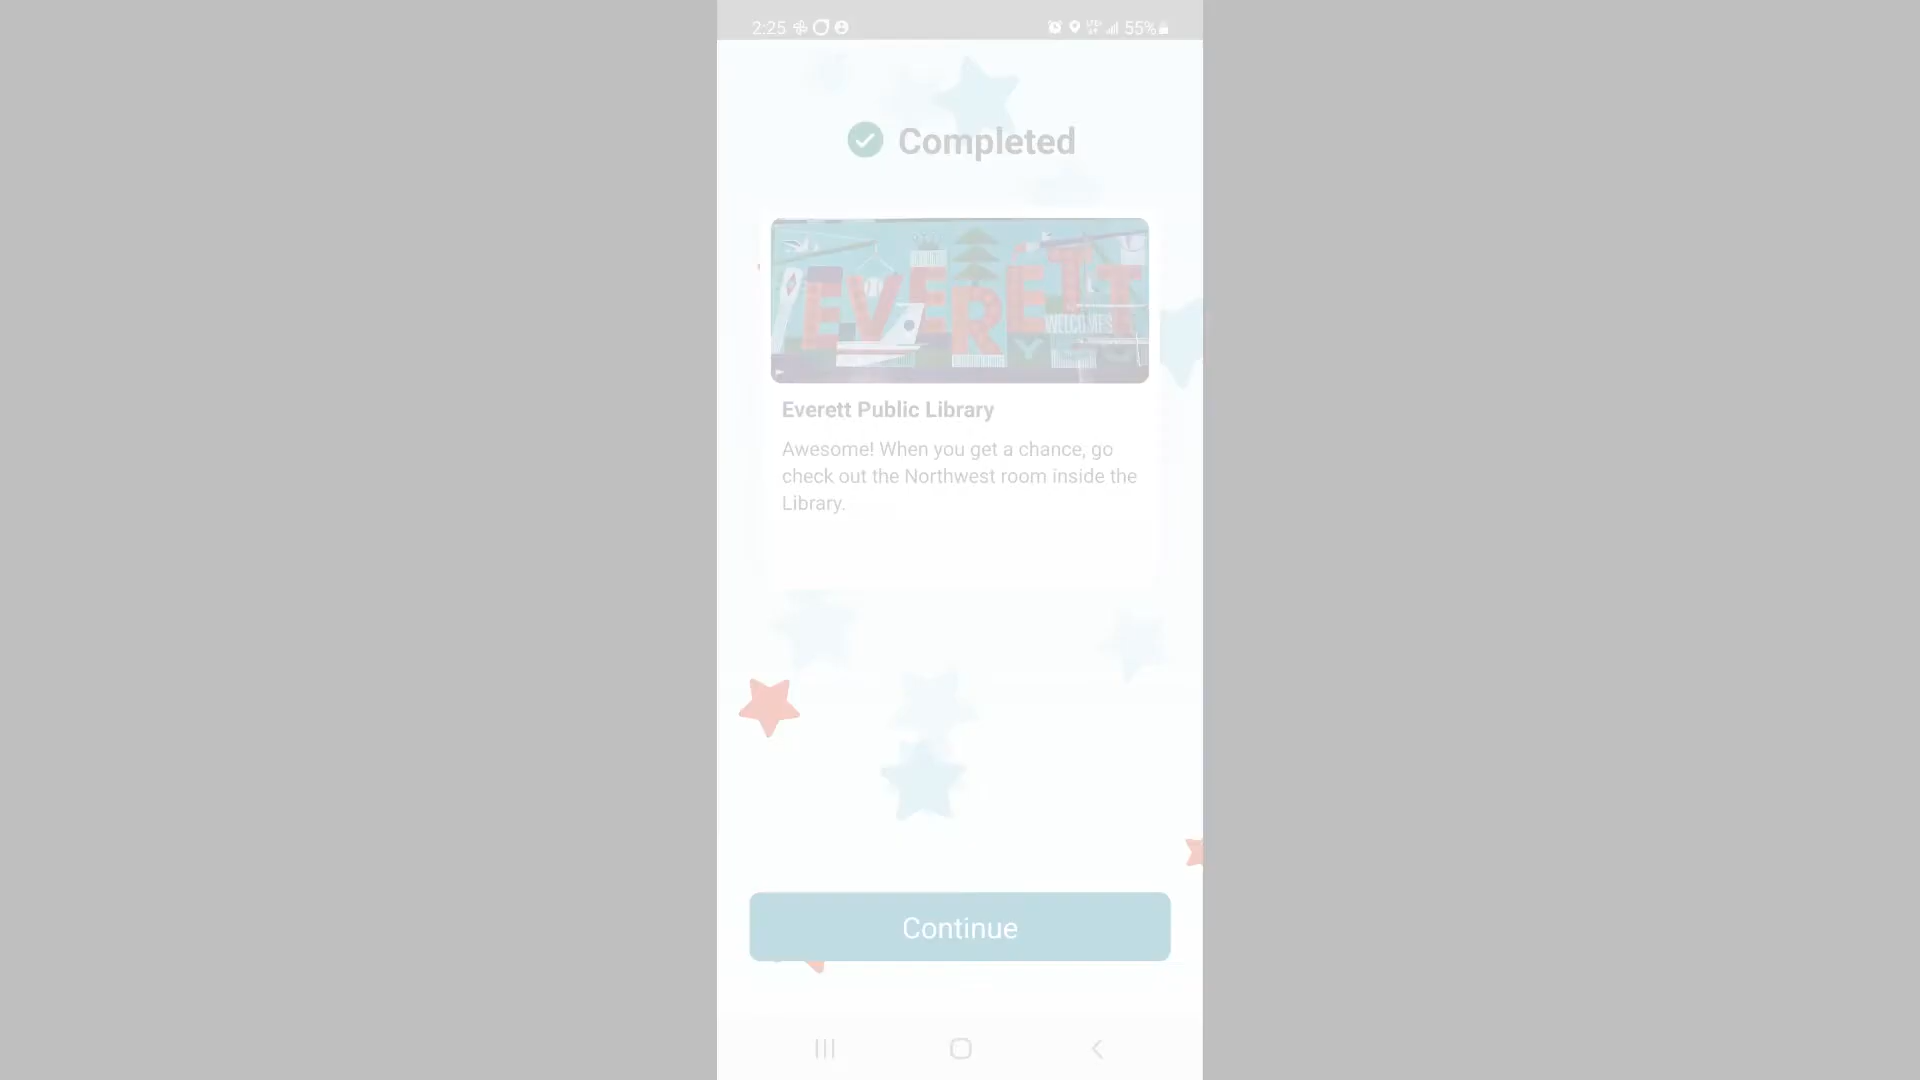 2:25 55%
Completed
EVERETT
WELCOMES
YOU
Everett Public Library
Awesome! When you get a chance, go
check out the Northwest room inside the
Library.
Continue